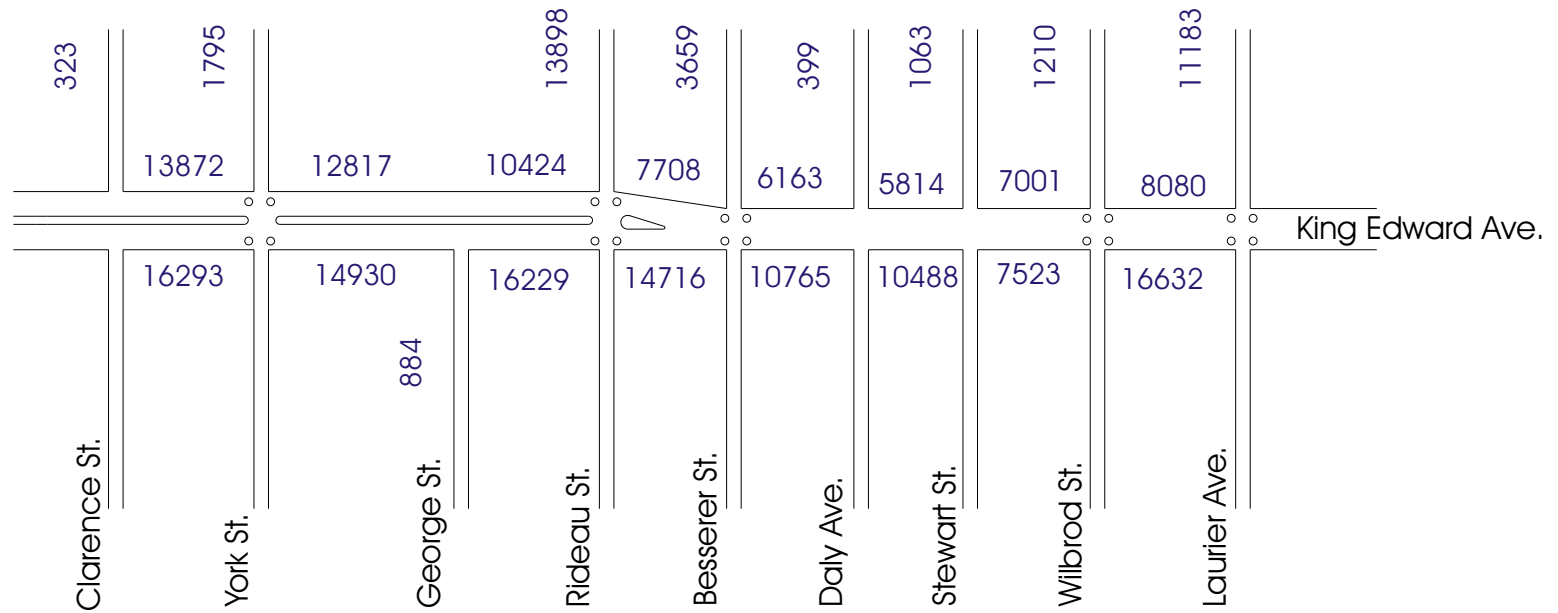 323
1795
13898
3659
399
1063
1210
11183
13872
12817
10424
7708
6163
5814
7001
8080
King Edward Ave.
16293
14930
16229
14716
10765
10488
7523
16632
884
Clarence St.
York St.
George St.
Rideau St.
Besserer St.
Daly Ave.
Stewart St.
Wilbrod St.
Laurier Ave.